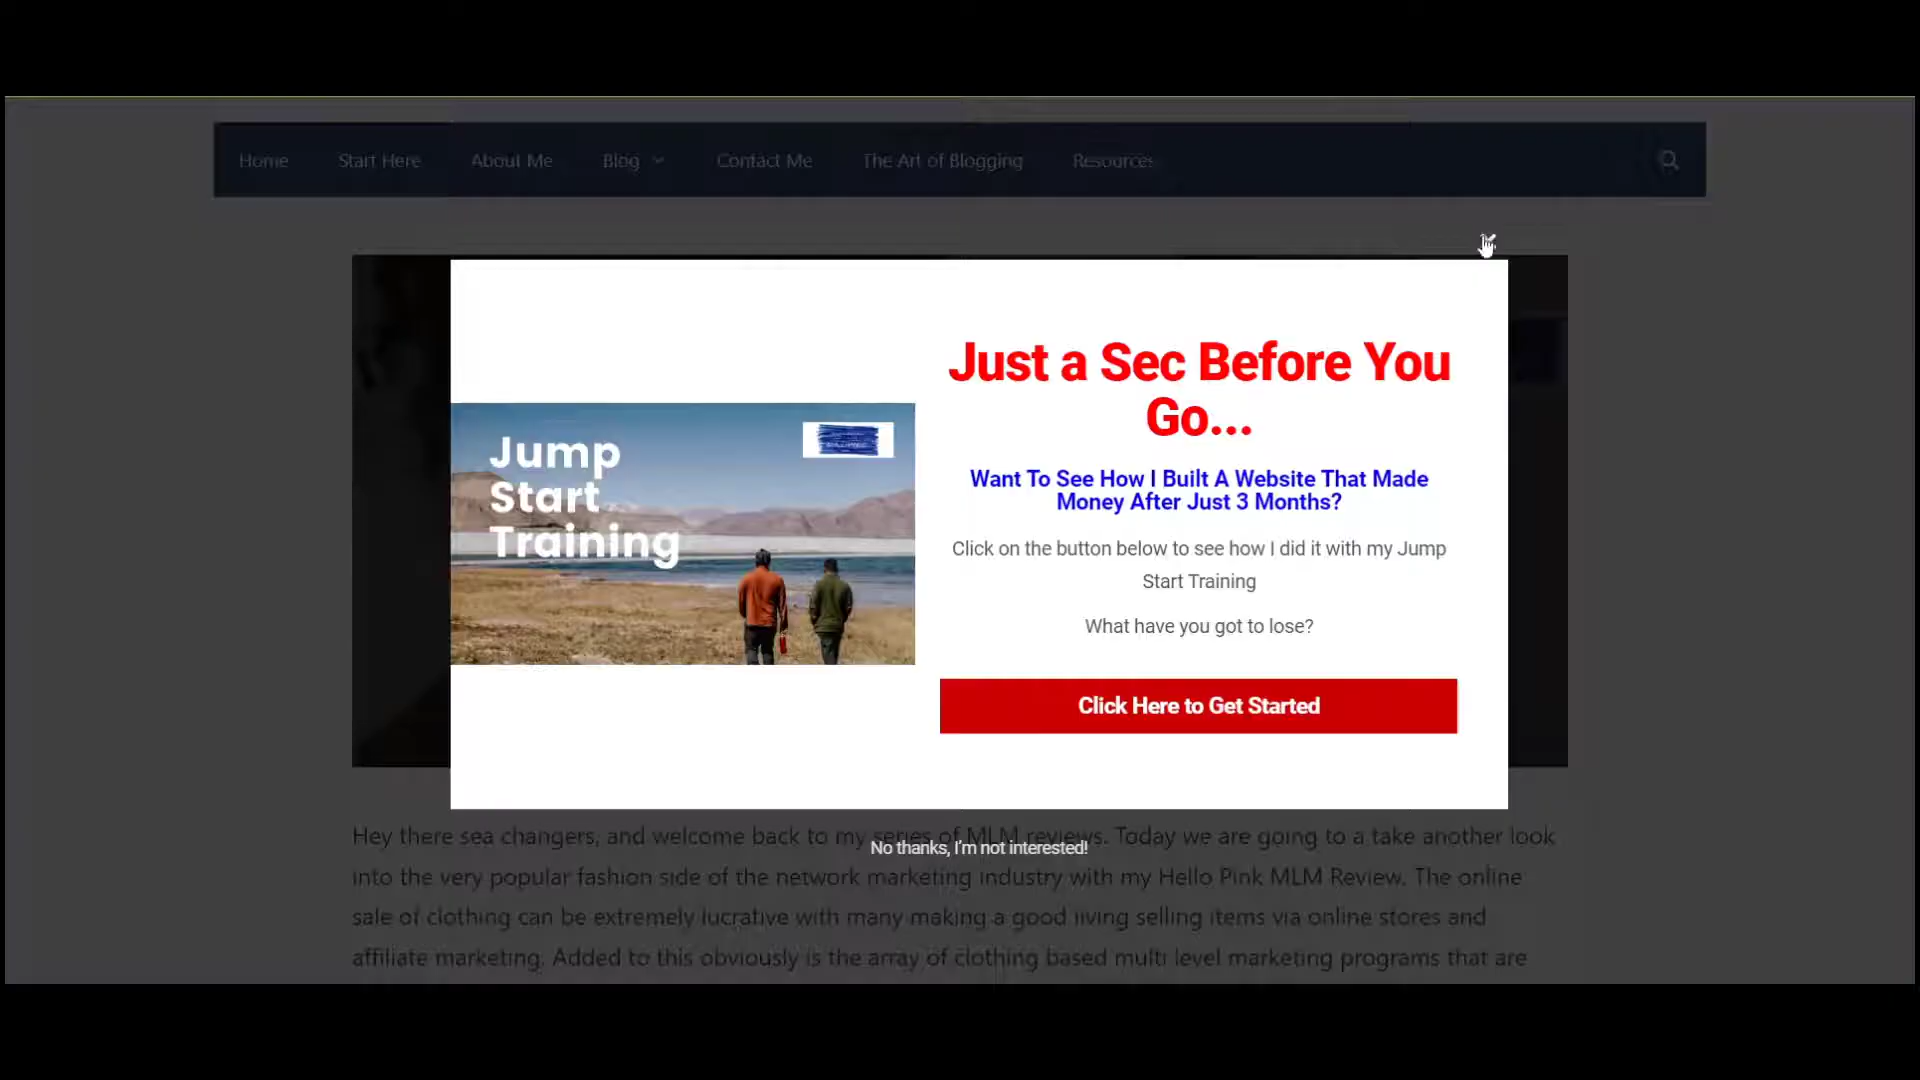 Home Start Here About Me Blog Contact Me The Art of Blogging Resources
Jump
Start
Training
Just a Sec Before You
Go...
Want To See How I Built A Website That Made
Money After Just 3 Months?
Click on the button below to see how I did it with my Jump
Start Training
What have you got to lose?
Click Here to Get Started
Hey there sea changers, and welcome back to my series of MLM reviews. Today we are going to a take another look
No thanks, I'm not interested!
into the very popular fashion side of the network marketing industry with my Hello Pink MLM Review. The online
sale of clothing can be extremely lucrative with many making a good living selling items via online stores and
affiliate marketing. Added to this obviously is the array of clothing based multi level marketing programs that are